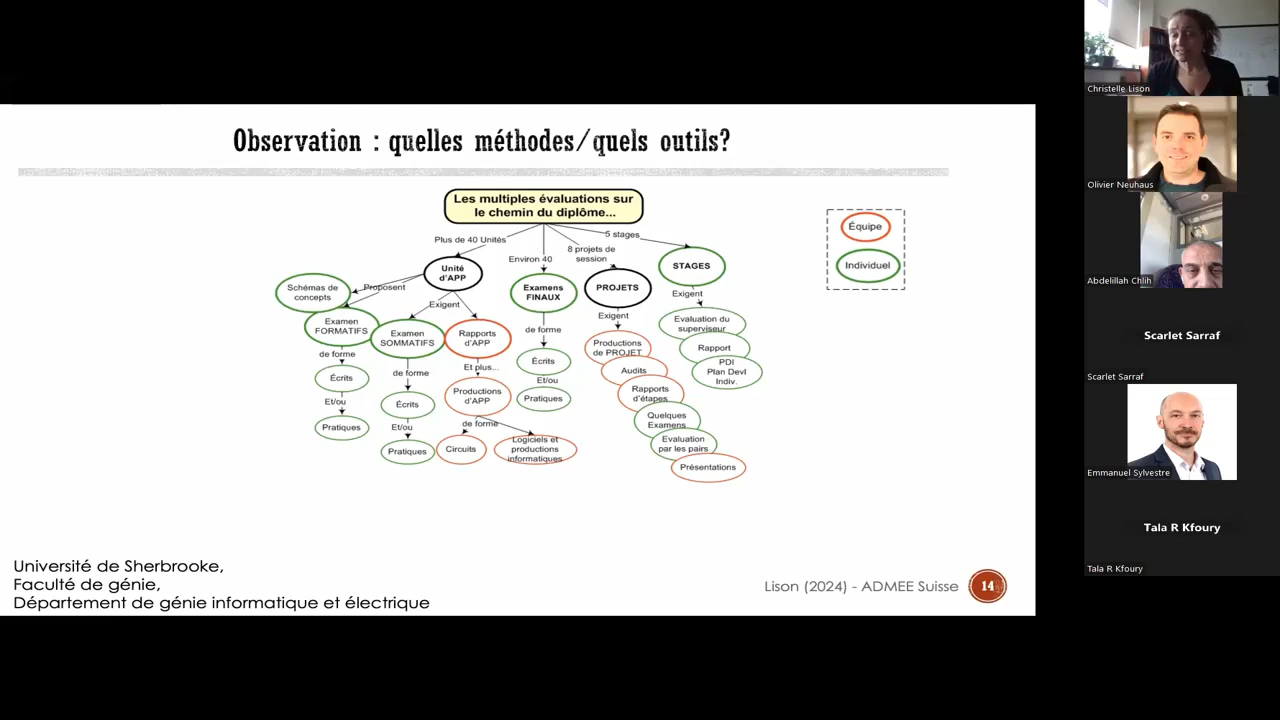 Observation : quelles méthodes/quels outils?
Les multiples évaluations sur
le chemin du diplôme...
Plus de 40 Unités
Environ 40
8 projets de
session
5 stages
Équipe
Individuel
Unité
d'APP
Examens
FINAUX
PROJETS
STAGES
Proposent
Exigent
Schémas de
concepts
Examen
FORMATIFS
de forme
Écrits
Et/ou
Pratiques
Examen
SOMMATIFS
de forme
Écrits
Et/ou
Pratiques
Rapports
d'APP
Et plus...
Productions
d'APP
de forme
Circuits
Logiciels et
productions
informatiques
de forme
Écrits
Et/ou
Pratiques
Exigent
Productions
de PROJET
Audits
Rapports
d'étapes
Quelques
Examens
Evaluation
par les pairs
Présentations
Exigent
Evaluation du
superviseur
Rapport
PDI
Plan Devl
Indiv.
Université de Sherbrooke,
Faculté de génie,
Département de génie informatique et électrique
Lison (2024) - ADMEE Suisse
14
Christelle Lison
Olivier Neuhaus
Abdelillah Chlih
Scarlet Sarraf
Scarlet Sarraf
Emmanuel Sylvestre
Tala R Kfoury
Tala R Kfoury